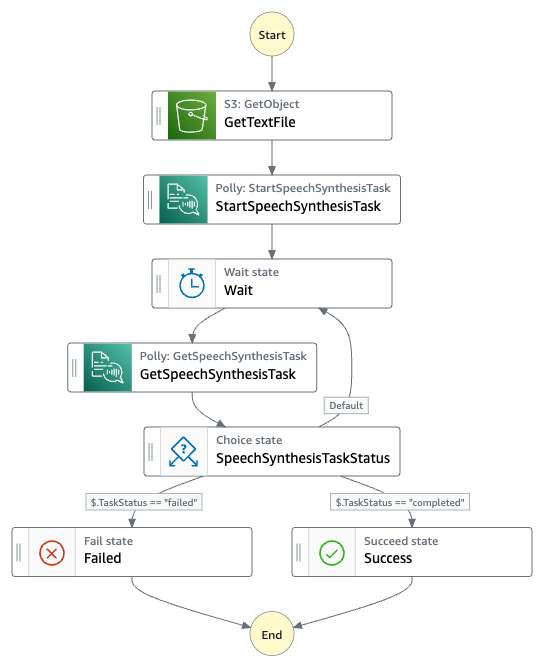 Start
S3: GetObject
GetTextFile
Polly: StartSpeechSynthesisTask
StartSpeechSynthesisTask
Wait state
Wait
Polly: GetSpeechSynthesisTask
GetSpeechSynthesisTask
Default
Choice state
SpeechSynthesisTaskStatus
$.TaskStatus == "failed"
$.TaskStatus == "completed"
Fail state
Failed
Succeed state
Success
End